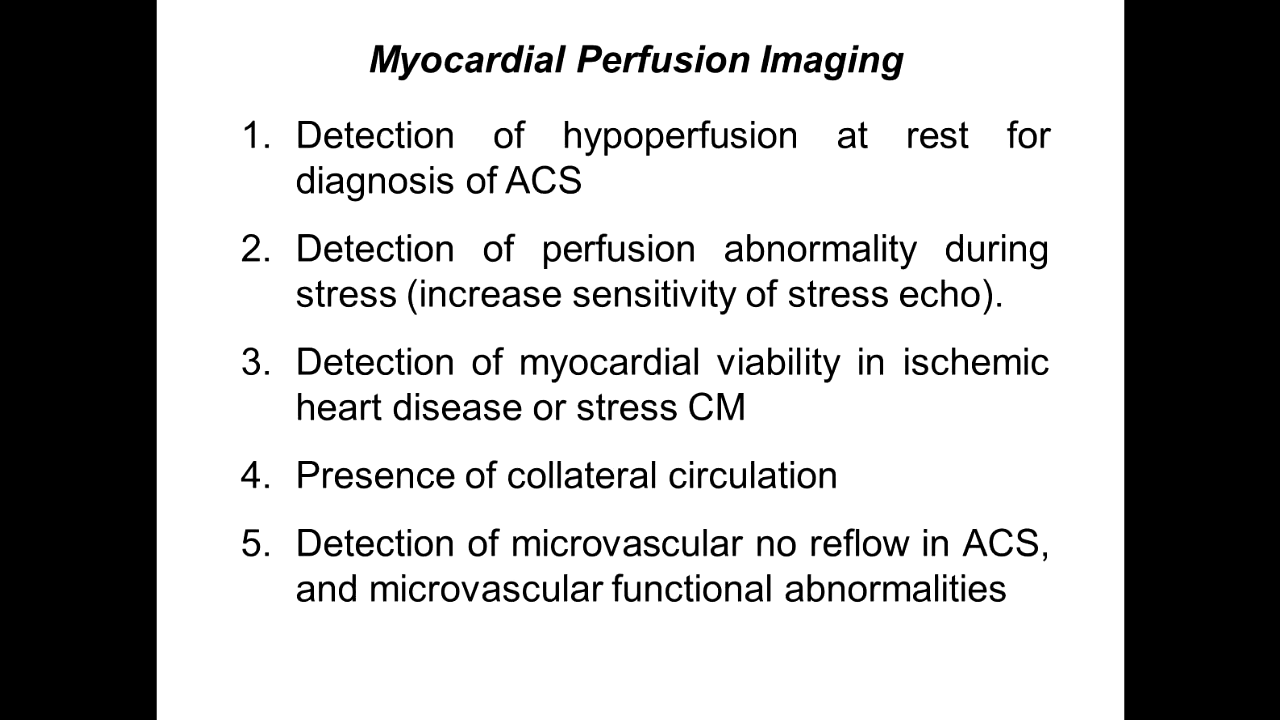 Myocardial Perfusion Imaging
1. Detection of hypoperfusion at rest for
diagnosis of ACS
2. Detection of perfusion abnormality during
stress (increase sensitivity of stress echo).
3. Detection of myocardial viability in ischemic
heart disease or stress CM
4. Presence of collateral circulation
5. Detection of microvascular no reflow in ACS,
and microvascular functional abnormalities